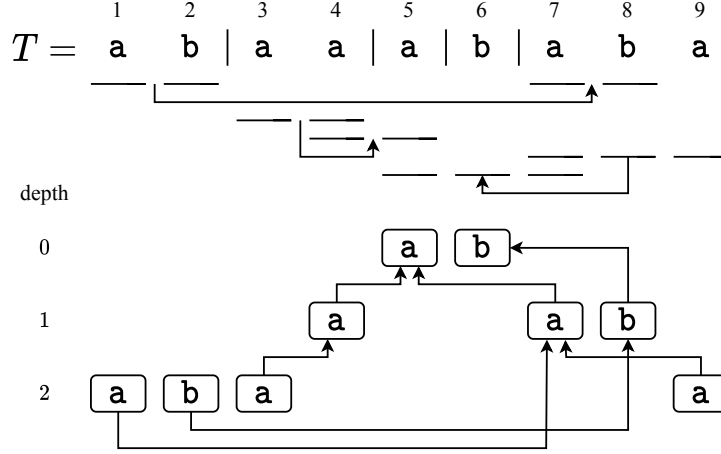 1 2 3 4 5 6 7 8 9
T = a b | a a | a | b | a b a
depth
0 a b
1 a a b
2 a b a a